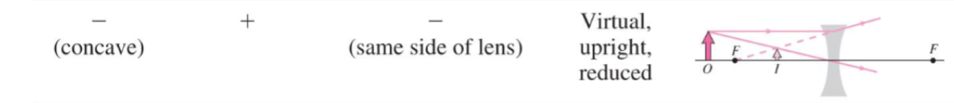 − + − Virtual,
(concave) (same side of lens) upright,
reduced
F F
O I